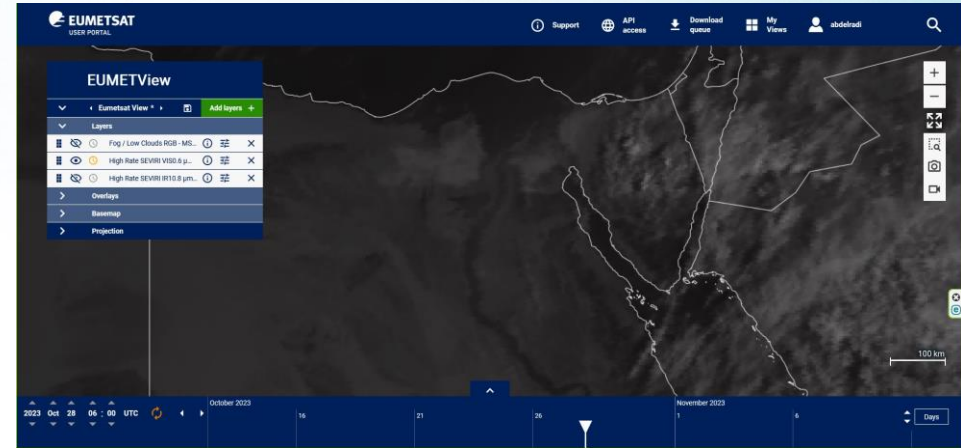 EUMETSAT
USER PORTAL
Support
API access
Download queue
My Views
abdelradi
EUMETView
Eumetsat View *
Add layers +
Layers
Fog / Low Clouds RGB - MS...
High Rate SEVIRI VIS0.6 µ...
High Rate SEVIRI IR10.8 µm...
Overlays
Basemap
Projection
100 km
2023 Oct 28 06 : 00 UTC
October 2023
November 2023
16
21
26
1
6
Days